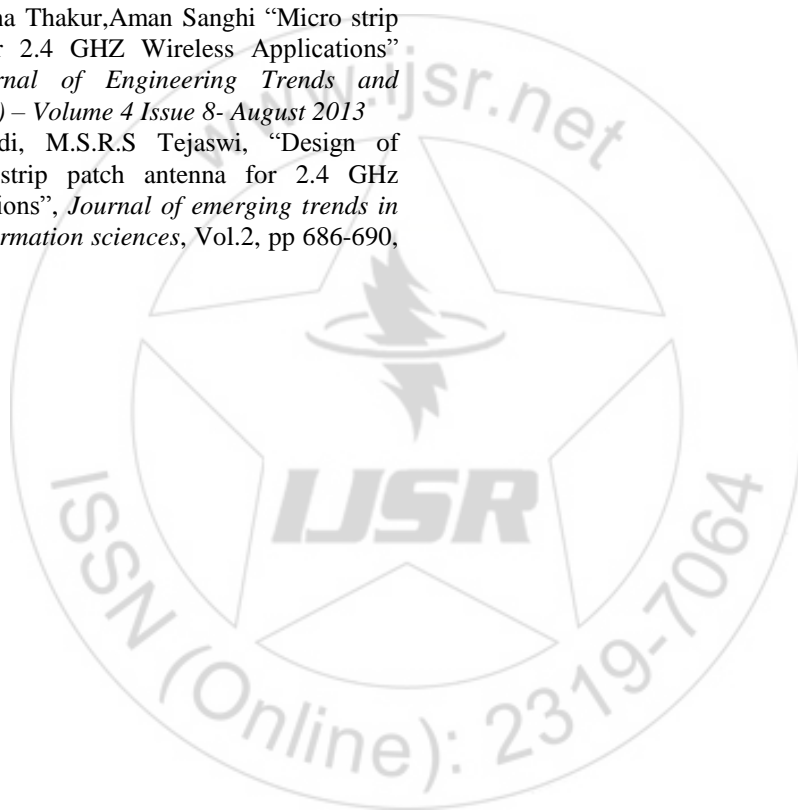 na Thakur,Aman Sanghi “Micro strip
r 2.4 GHZ Wireless Applications”
rnal of Engineering Trends and
) – Volume 4 Issue 8- August 2013
di, M.S.R.S Tejaswi, “Design of
strip patch antenna for 2.4 GHz
ions”, Journal of emerging trends in
ormation sciences, Vol.2, pp 686-690,
www.ijsr.net
IJSR
ISSN (Online): 2319-7064